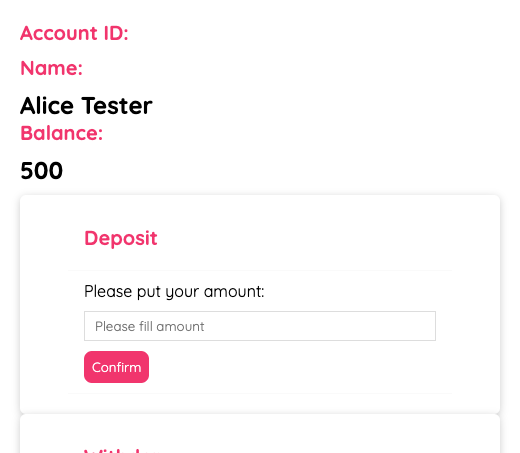 Account ID:
Name:
Alice Tester
Balance:
500
Deposit
Please put your amount:
Please fill amount
Confirm